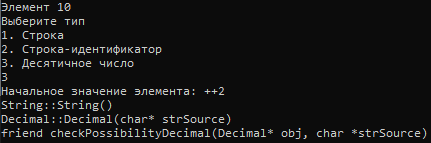 Элемент 10
Выберите тип
1. Строка
2. Строка-идентификатор
3. Десятичное число
3
Начальное значение элемента: ++2
String::String()
Decimal::Decimal(char* strSource)
friend checkPossibilityDecimal(Decimal* obj, char *strSource)